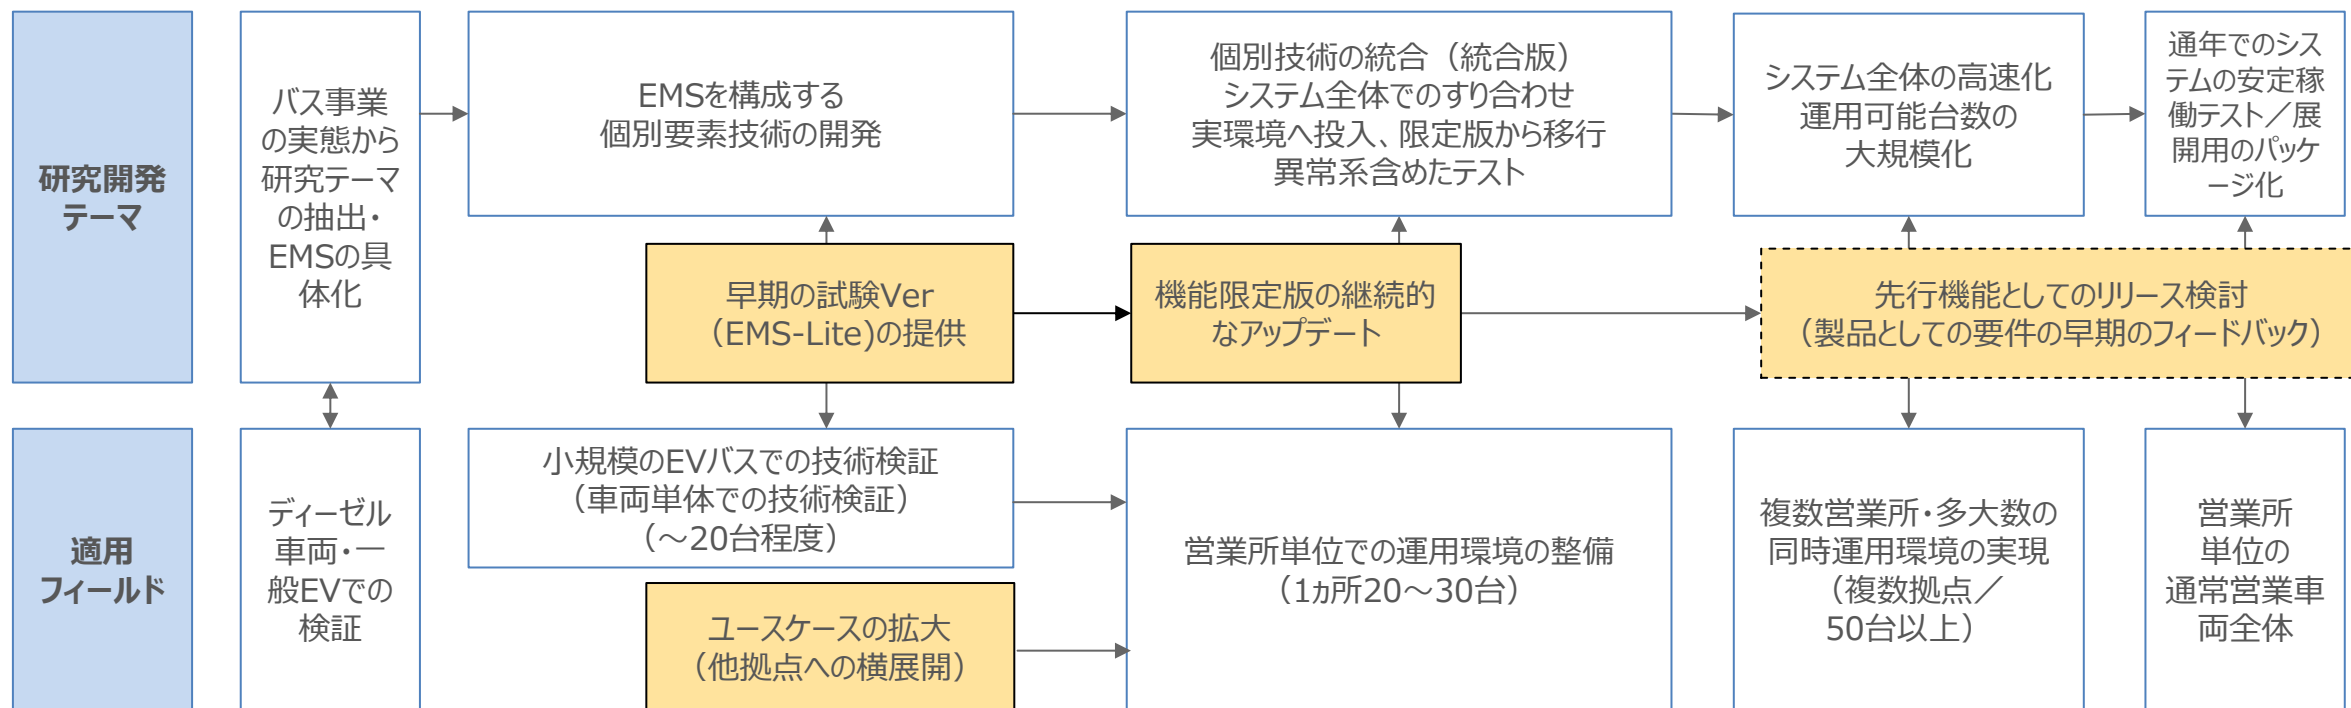 研究開発
テーマ
バス事業
の実態から
研究テーマ
の抽出・
EMSの具
体化
EMSを構成する
個別要素技術の開発
個別技術の統合（統合版）
システム全体でのすり合わせ
実環境へ投入、限定版から移行
異常系含めたテスト
システム全体の高速化
運用可能台数の
大規模化
通年でのシス
テムの安定稼
働テスト／展
開用のパッケ
ージ化
早期の試験Ver
（EMS-Lite)の提供
機能限定版の継続的
なアップデート
先行機能としてのリリース検討
（製品としての要件の早期のフィードバック）
適用
フィールド
ディーゼル
車両・一
般EVでの
検証
小規模のEVバスでの技術検証
（車両単体での技術検証）
（～20台程度）
ユースケースの拡大
（他拠点への横展開）
営業所単位での運用環境の整備
（1ヵ所20～30台）
複数営業所・多大数の
同時運用環境の実現
（複数拠点／
50台以上）
営業所
単位の
通常営業車
両全体